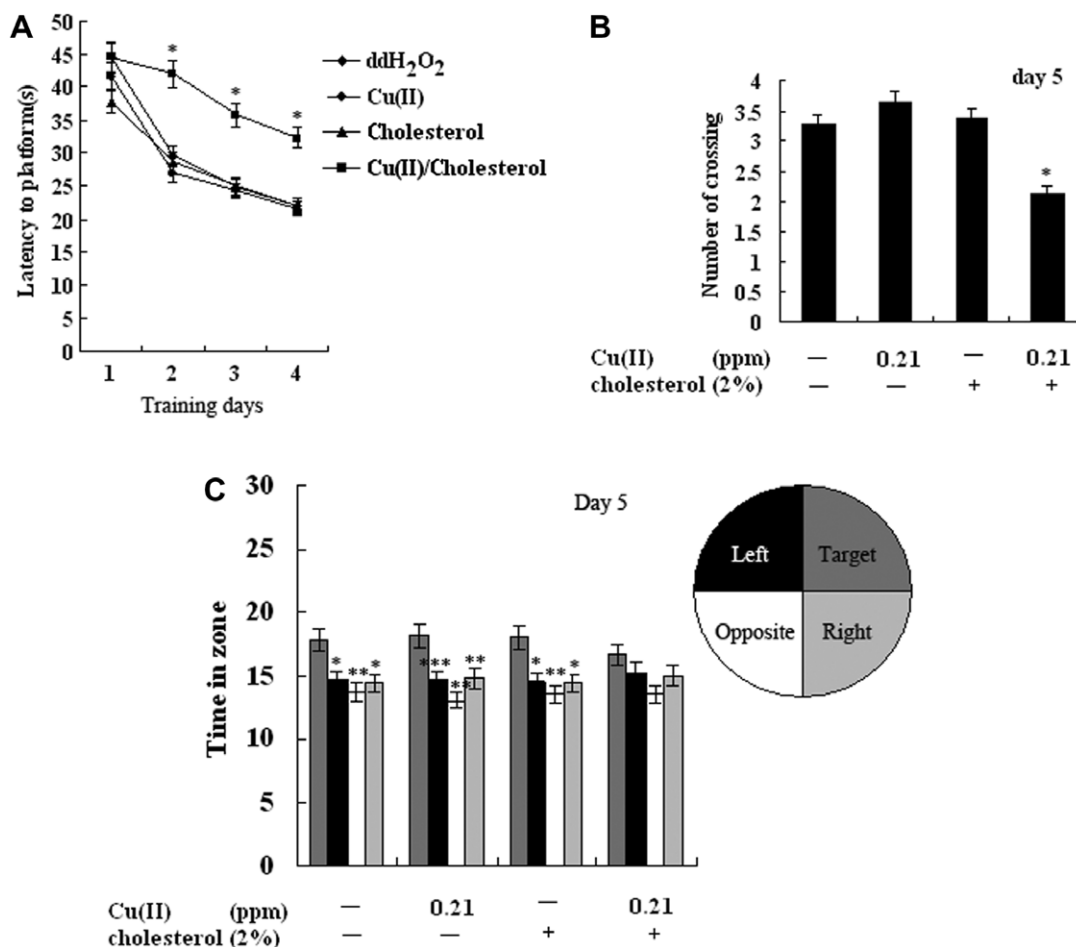 A
50
45
40
35
30
25
20
15
10
5
0
Latency to platform(s)
* * *
1 2 3 4
Training days
ddH2O2
Cu(II)
Cholesterol
Cu(II)/Cholesterol
B
day 5
4
3.5
3
2.5
2
1.5
1
0.5
0
Number of crossing
*
Cu(II) (ppm) — 0.21 — 0.21
cholesterol (2%) — — + +
C
Day 5
30
25
20
15
10
5
0
Time in zone
* ** * *** ** ** * ** *
Cu(II) (ppm) — 0.21 — 0.21
cholesterol (2%) — — + +
Left Target
Opposite Right